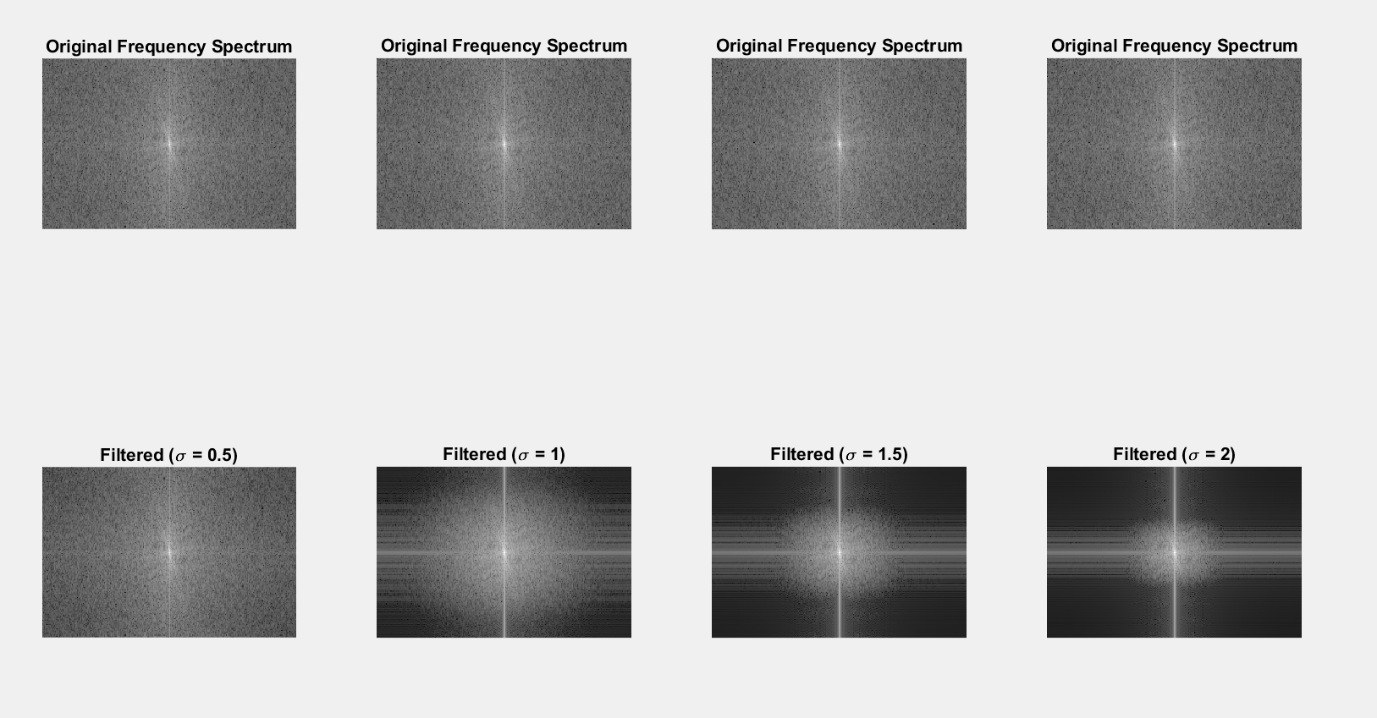 Original Frequency Spectrum
Original Frequency Spectrum
Original Frequency Spectrum
Original Frequency Spectrum
Filtered (σ = 0.5)
Filtered (σ = 1)
Filtered (σ = 1.5)
Filtered (σ = 2)